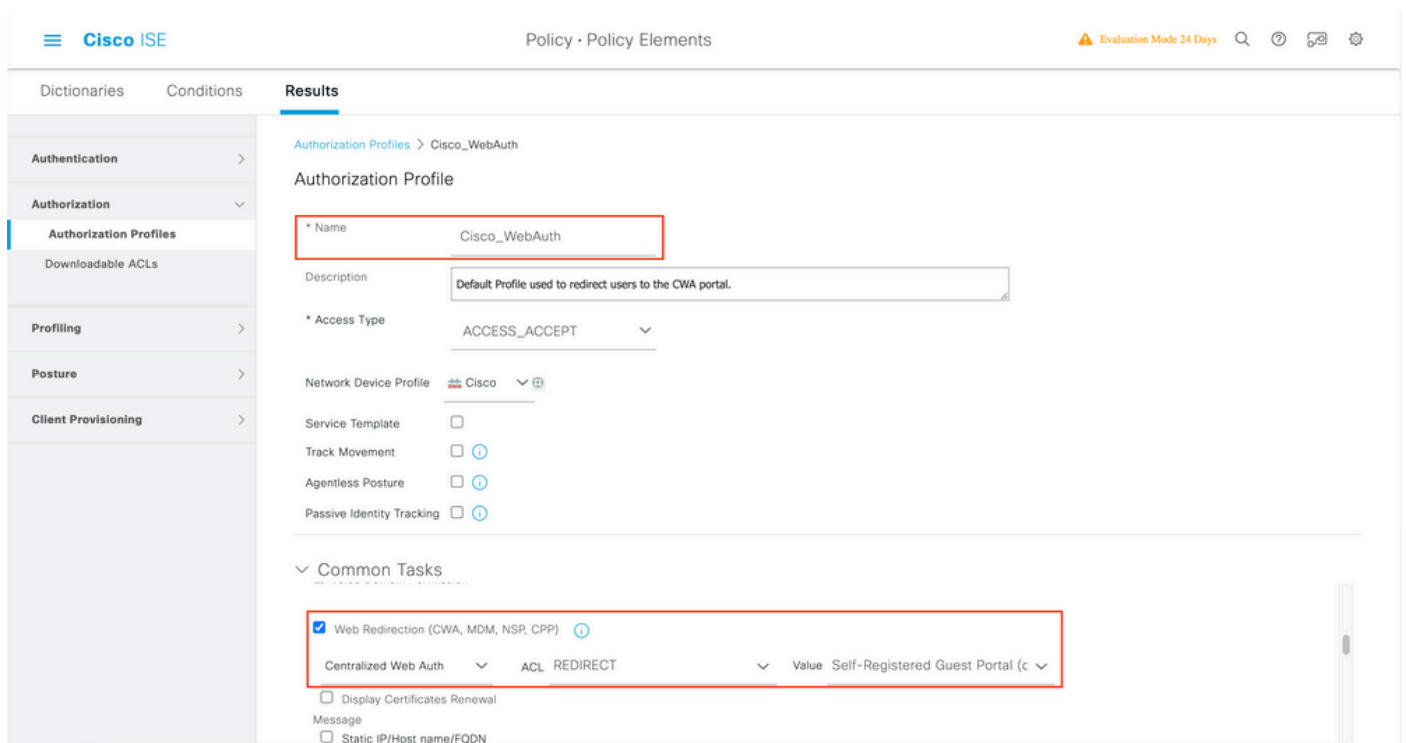 Cisco ISE
Policy · Policy Elements
Evaluation Mode 24 Days
Dictionaries Conditions Results
Authentication
Authorization
Authorization Profiles
Downloadable ACLs
Profiling
Posture
Client Provisioning
Authorization Profiles > Cisco_WebAuth
Authorization Profile
* Name Cisco_WebAuth
Description Default Profile used to redirect users to the CWA portal.
* Access Type ACCESS_ACCEPT
Network Device Profile Cisco
Service Template
Track Movement
Agentless Posture
Passive Identity Tracking
Common Tasks
Web Redirection (CWA, MDM, NSP, CPP)
Centralized Web Auth ACL REDIRECT Value Self-Registered Guest Portal (c
Display Certificates Renewal
Message
Static IP/Host name/FQDN